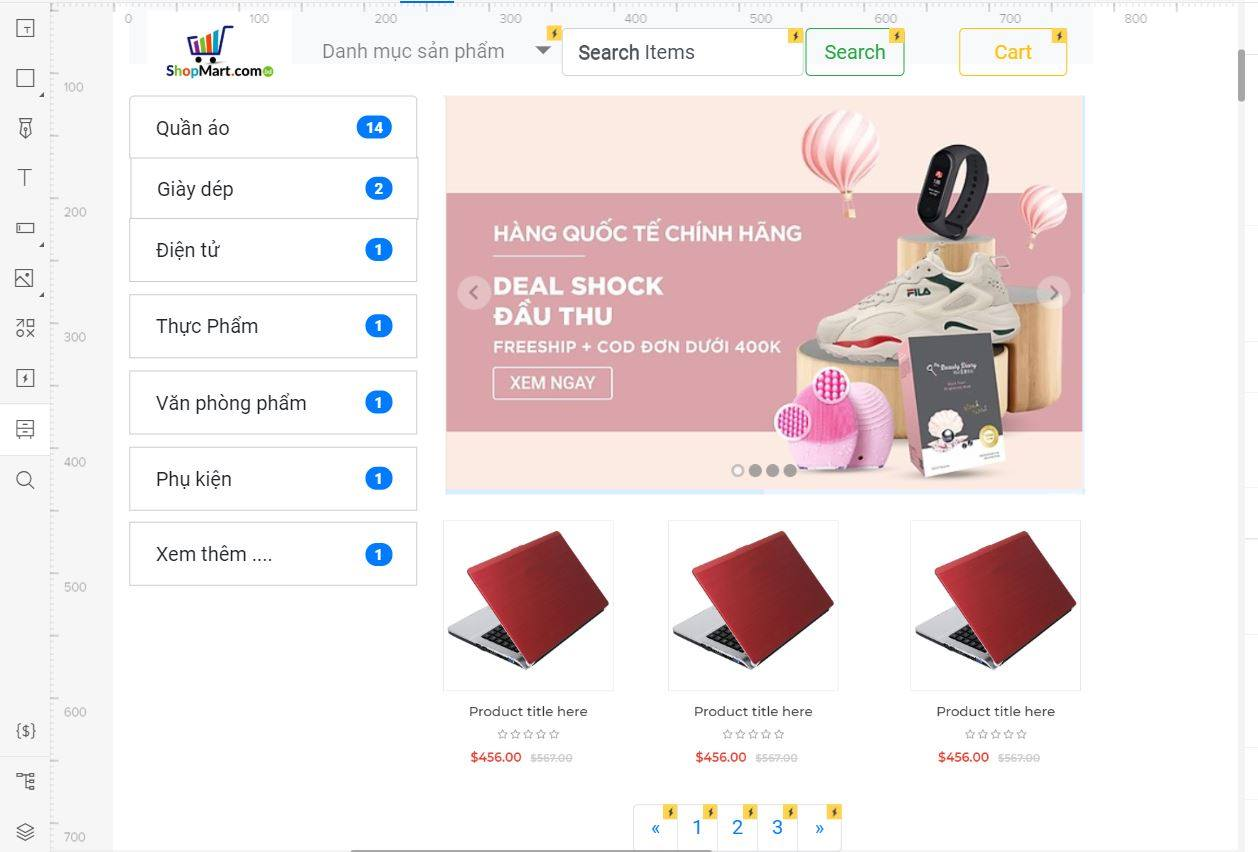 0 100 200 300 400 500 600 700 800
ShopMart.com
Danh mục sản phẩm
Search Items
Search
Cart
100
200
300
400
500
600
700
Quần áo 14
Giày dép 2
Điện tử 1
Thực Phẩm 1
Văn phòng phẩm 1
Phụ kiện 1
Xem thêm .... 1
HÀNG QUỐC TẾ CHÍNH HÃNG
DEAL SHOCK
ĐẦU THU
FREESHIP + COD ĐƠN DƯỚI 400K
XEM NGAY
FILA
Beauty Diary
Product title here
$456.00 $567.00
Product title here
$456.00 $567.00
Product title here
$456.00 $567.00
« 1 2 3 »
T
{$}